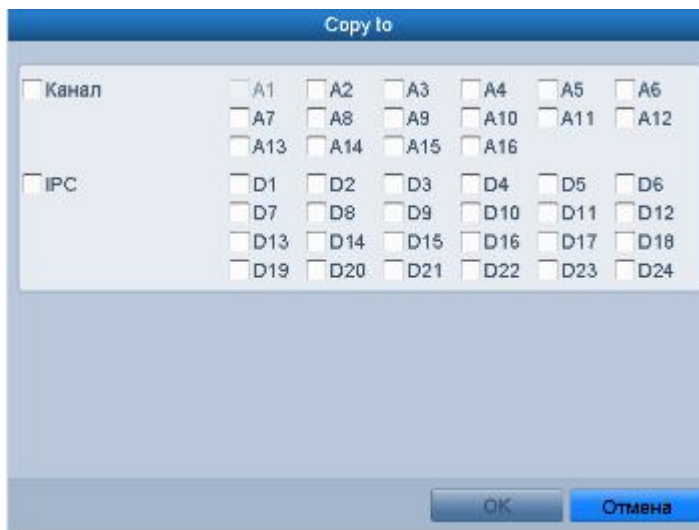 Copy to
Канал A1 A2 A3 A4 A5 A6
A7 A8 A9 A10 A11 A12
A13 A14 A15 A16
IPC D1 D2 D3 D4 D5 D6
D7 D8 D9 D10 D11 D12
D13 D14 D15 D16 D17 D18
D19 D20 D21 D22 D23 D24
OK Отмена